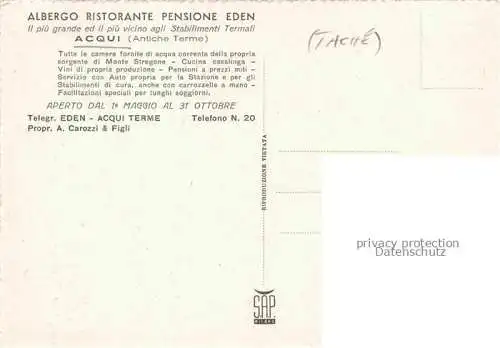 ALBERGO RISTORANTE PENSIONE EDEN
Il più grande ed il più vicino agli Stabilimenti Termali
ACQUI (Antiche Terme)
Tutte le camere fornite di acqua corrente della propria
sorgente di Monte Stregone - Cucina casalinga -
Vini di propria produzione - Pensioni a prezzi miti -
Servizio con Auto propria per la Stazione e per gli
Stabilimenti di cura, anche con carrozzelle a mano -
Facilitazioni speciali per lunghi soggiorni.
APERTO DAL 1º MAGGIO AL 31 OTTOBRE
Telegr. EDEN - ACQUI TERME Telefono N. 20
Propr. A. Carozzi & Figli
(TACHÉ)
RIPRODUZIONE VIETATA
S.A.P.
MILANO
privacy protection
Datenschutz